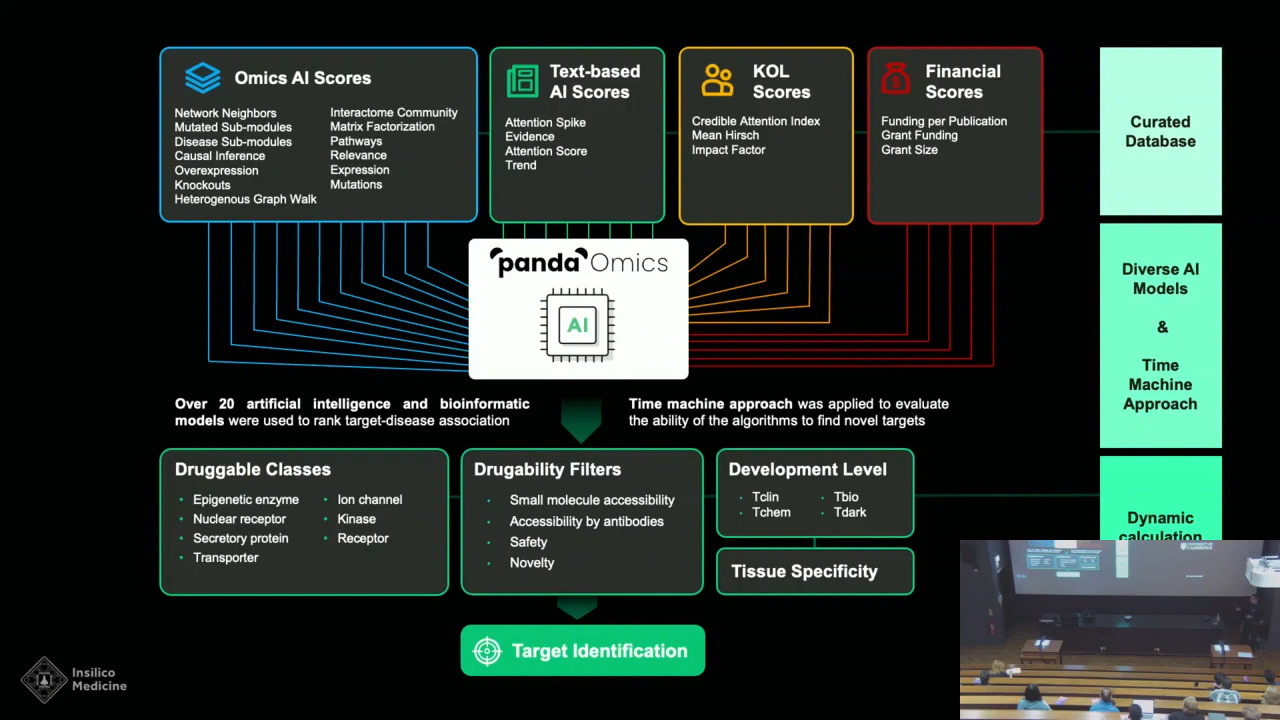 Omics AI Scores
Network Neighbors
Mutated Sub-modules
Disease Sub-modules
Causal Inference
Overexpression
Knockouts
Heterogenous Graph Walk
Interactome Community
Matrix Factorization
Pathways
Relevance
Expression
Mutations
Text-based
AI Scores
Attention Spike
Evidence
Attention Score
Trend
KOL
Scores
Credible Attention Index
Mean Hirsch
Impact Factor
Financial
Scores
Funding per Publication
Grant Funding
Grant Size
Curated
Database
panda Omics
AI
Diverse AI
Models
&
Time
Machine
Approach
Over 20 artificial intelligence and bioinformatic
models were used to rank target-disease association
Time machine approach was applied to evaluate
the ability of the algorithms to find novel targets
Druggable Classes
• Epigenetic enzyme
• Nuclear receptor
• Secretory protein
• Transporter
• Ion channel
• Kinase
• Receptor
Drugability Filters
• Small molecule accessibility
• Accessibility by antibodies
• Safety
• Novelty
Development Level
• Tclin
• Tchem
• Tbio
• Tdark
Tissue Specificity
Dynamic
calculation
Target Identification
Insilico
Medicine